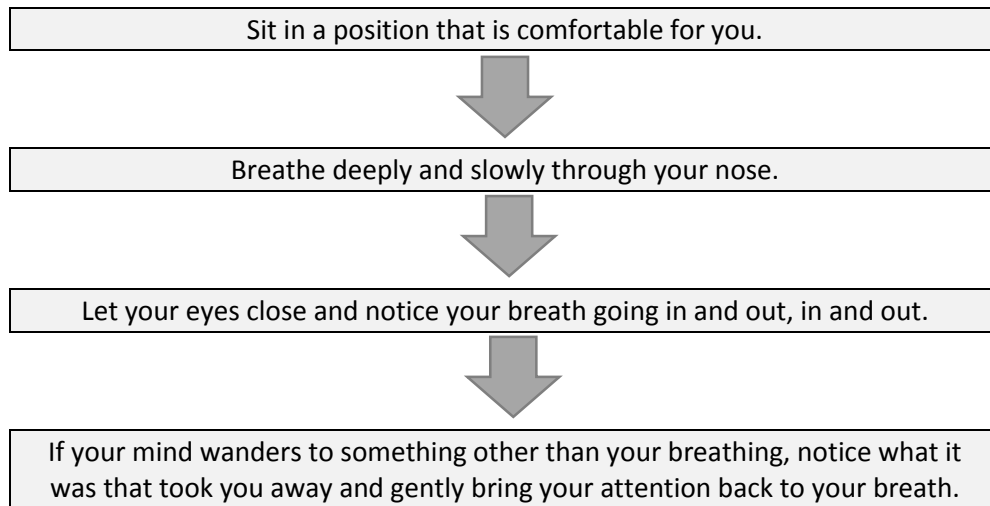 Sit in a position that is comfortable for you.
Breathe deeply and slowly through your nose.
Let your eyes close and notice your breath going in and out, in and out.
If your mind wanders to something other than your breathing, notice what it
was that took you away and gently bring your attention back to your breath.